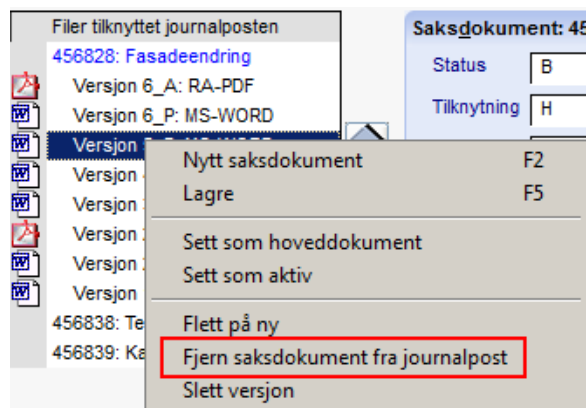 Filer tilknyttet journalposten
456828: Fasadeendring
Versjon 6_A: RA-PDF
Versjon 6_P: MS-WORD
Versjon
Versjon
Versjon
Versjon
Versjon
Versjon
456838: Te
456839: Ka
Saksdokument: 45
Status B
Tilknytning H
Nytt saksdokument F2
Lagre F5
Sett som hoveddokument
Sett som aktiv
Flett på ny
Fjern saksdokument fra journalpost
Slett versjon